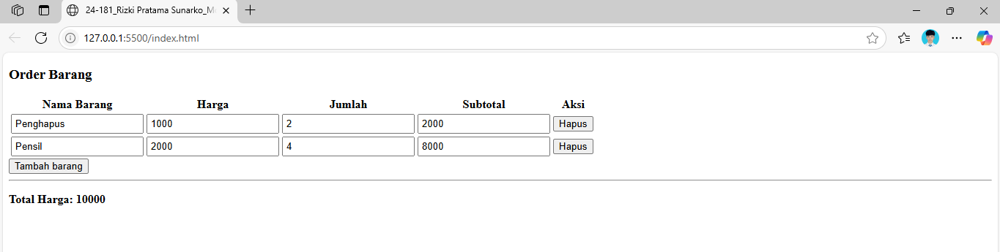 24-181_Rizki Pratama Sunarko_M
127.0.0.1:5500/index.html
Order Barang
Nama Barang Harga Jumlah Subtotal Aksi
Penghapus 1000 2 2000 Hapus
Pensil 2000 4 8000 Hapus
Tambah barang
Total Harga: 10000